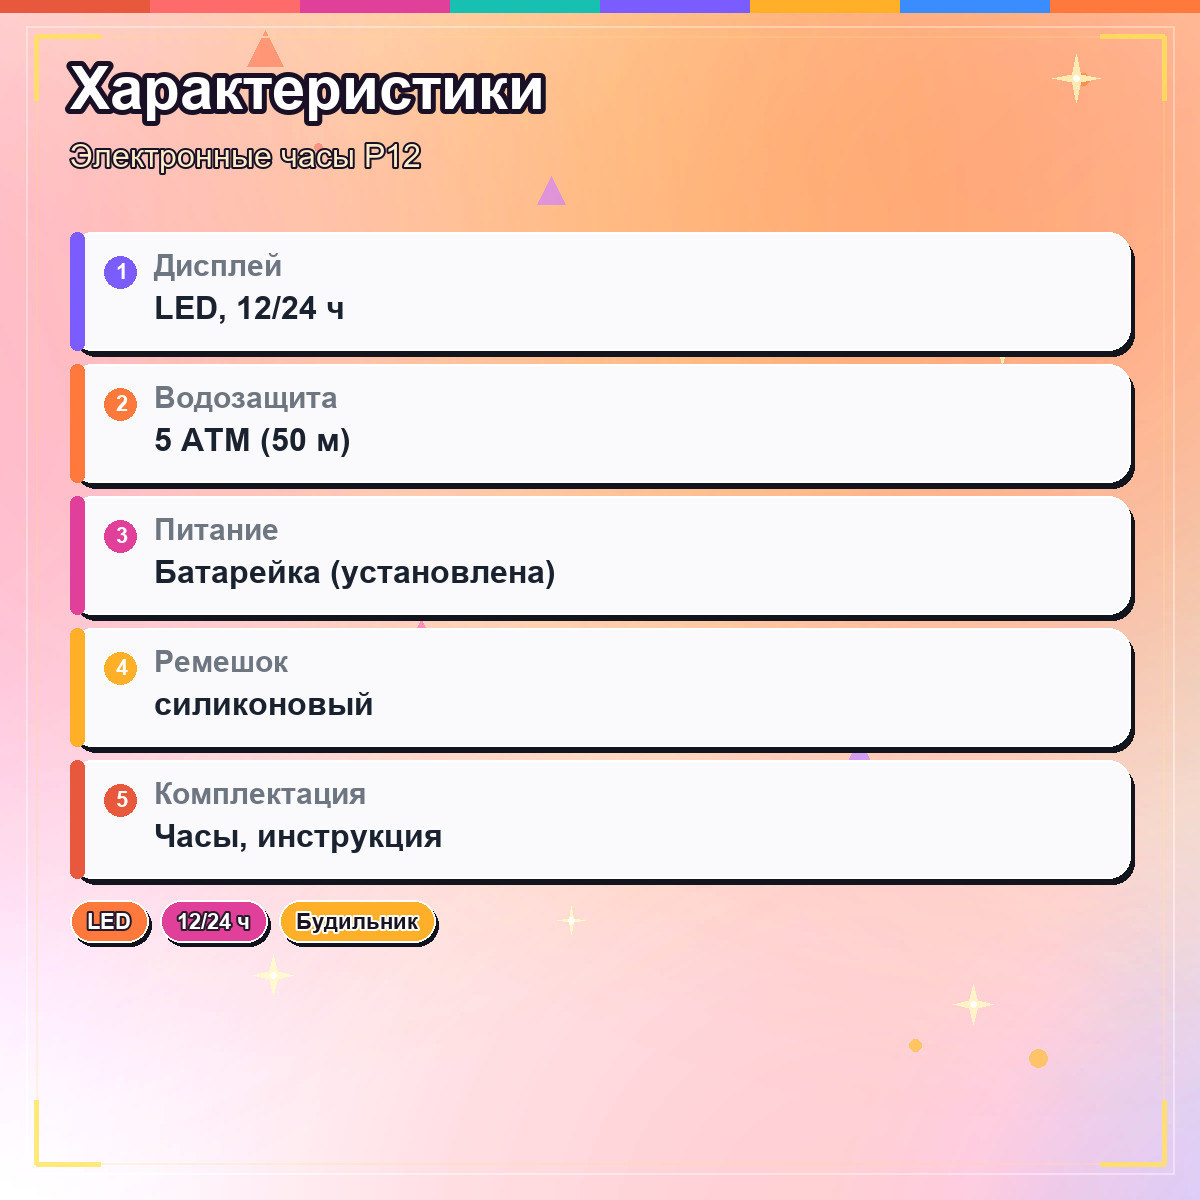 Характеристики
Электронные часы P12
1 Дисплей
LED, 12/24 ч
2 Водозащита
5 ATM (50 м)
3 Питание
Батарейка (установлена)
4 Ремешок
силиконовый
5 Комплектация
Часы, инструкция
LED 12/24 ч Будильник